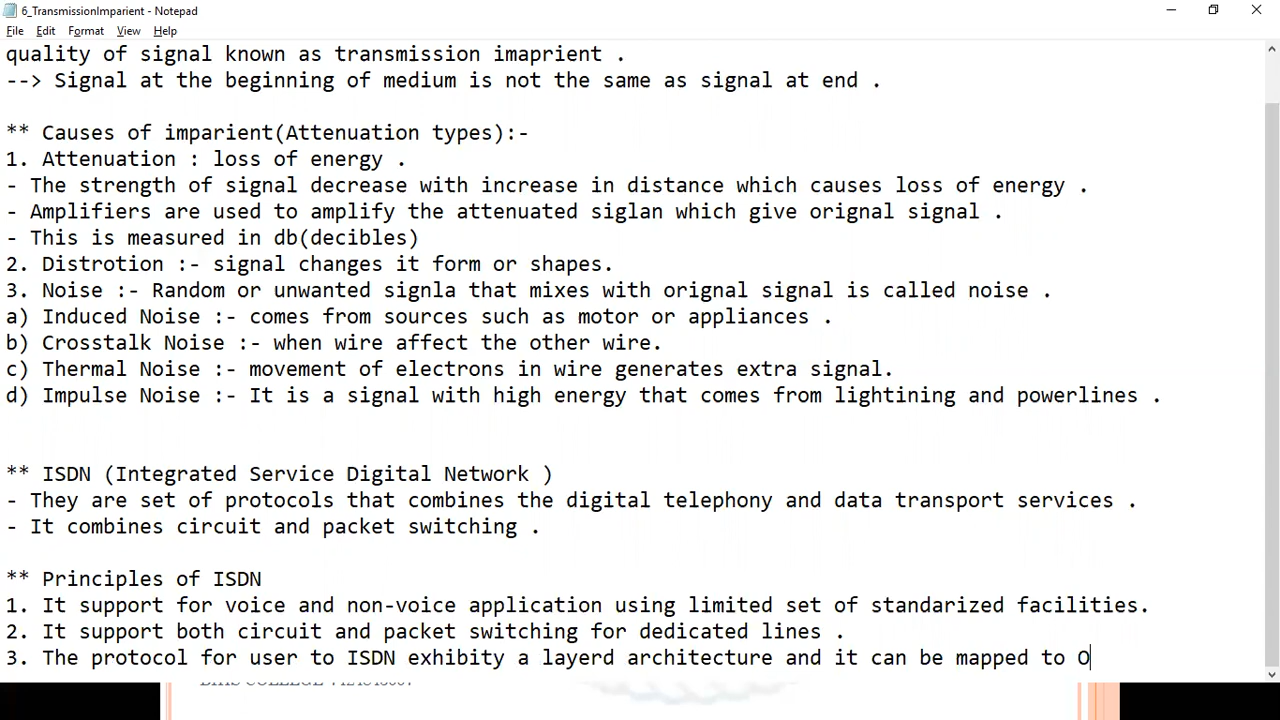 6_TransmissionImparient - Notepad
File Edit Format View Help
quality of signal known as transmission imaprient .
--> Signal at the beginning of medium is not the same as signal at end .
** Causes of imparient(Attenuation types):-
1. Attenuation : loss of energy .
- The strength of signal decrease with increase in distance which causes loss of energy .
- Amplifiers are used to amplify the attenuated siglan which give orignal signal .
- This is measured in db(decibles)
2. Distrotion :- signal changes it form or shapes.
3. Noise :- Random or unwanted signla that mixes with orignal signal is called noise .
a) Induced Noise :- comes from sources such as motor or appliances .
b) Crosstalk Noise :- when wire affect the other wire.
c) Thermal Noise :- movement of electrons in wire generates extra signal.
d) Impulse Noise :- It is a signal with high energy that comes from lightining and powerlines .
** ISDN (Integrated Service Digital Network )
- They are set of protocols that combines the digital telephony and data transport services .
- It combines circuit and packet switching .
** Principles of ISDN
1. It support for voice and non-voice application using limited set of standarized facilities.
2. It support both circuit and packet switching for dedicated lines .
3. The protocol for user to ISDN exhibity a layerd architecture and it can be mapped to O